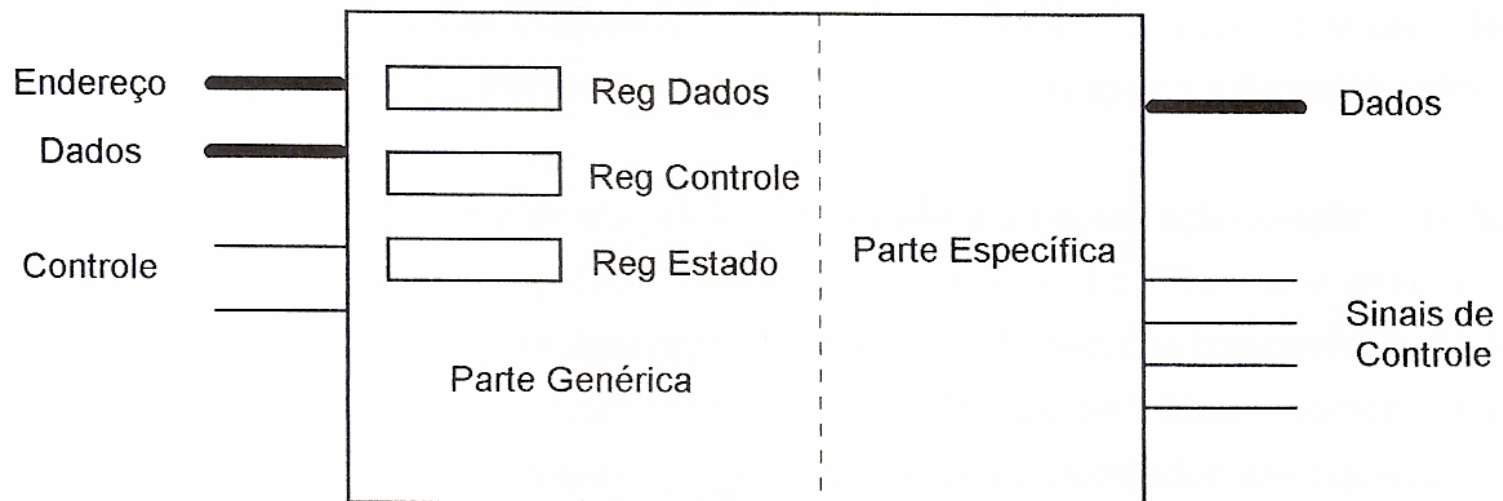 Endereço
Dados
Controle
Reg Dados
Reg Controle
Reg Estado
Parte Genérica
Parte Específica
Dados
Sinais de
Controle